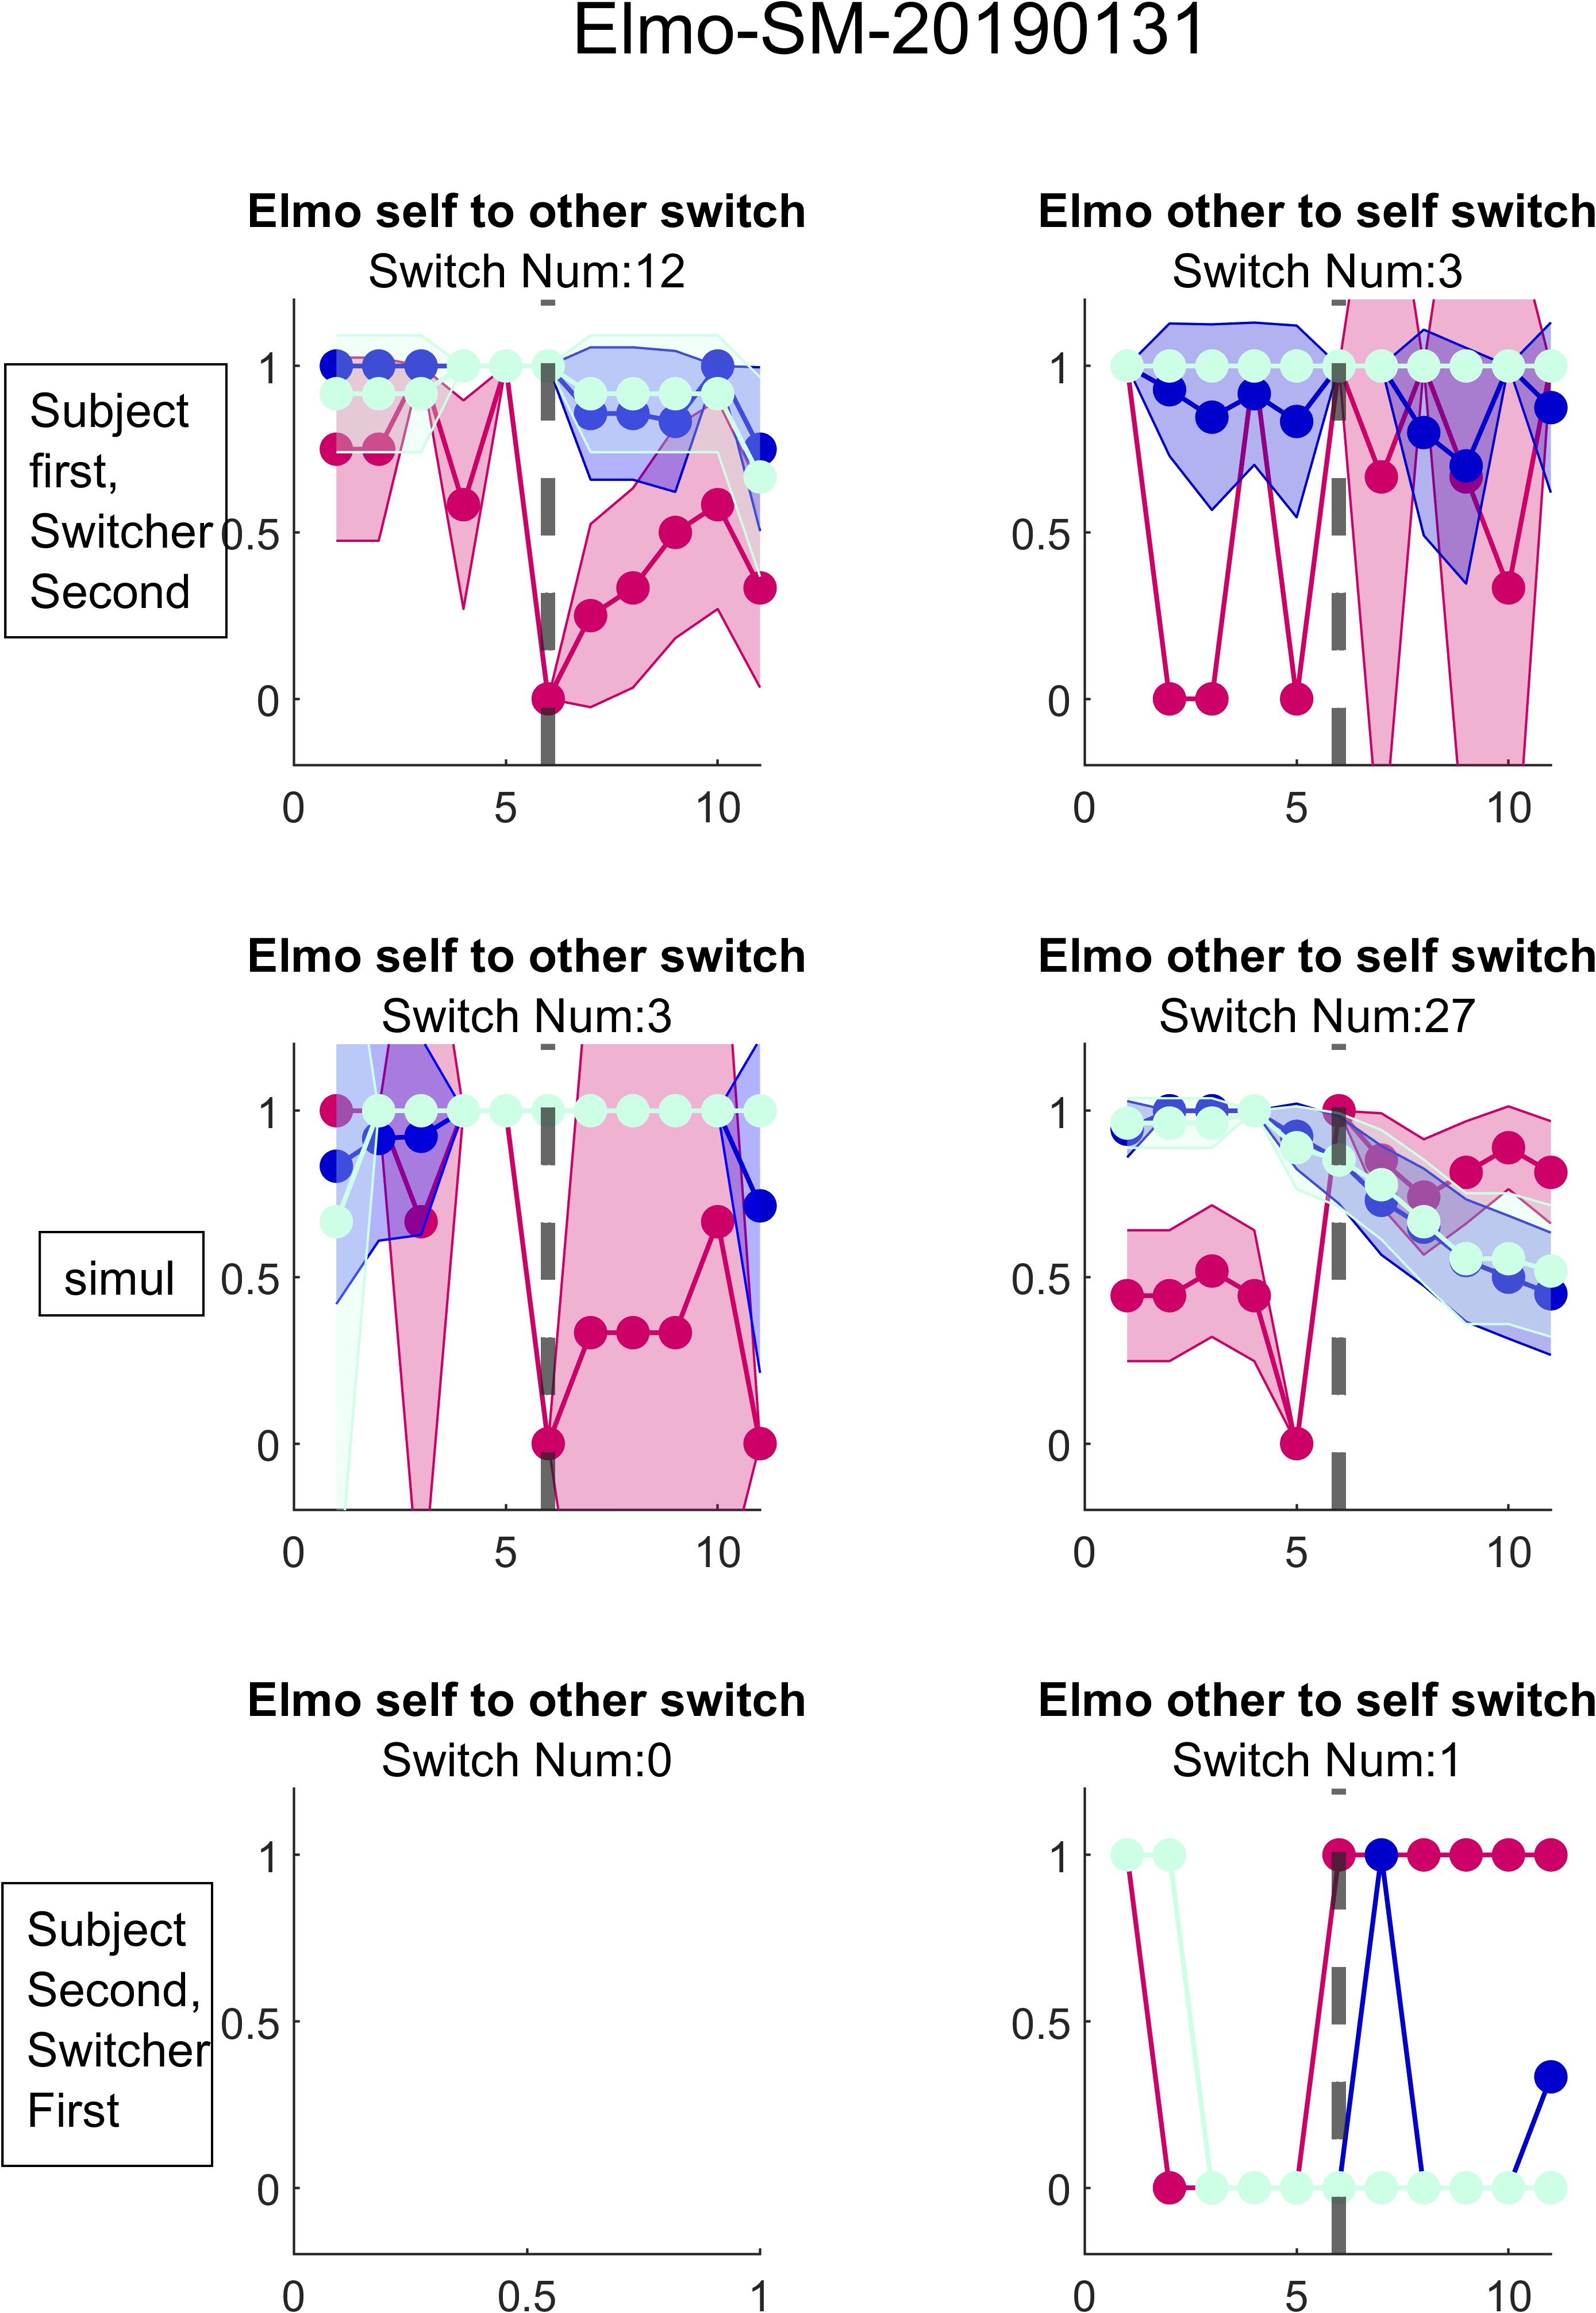 Elmo-SM-20190131
Elmo self to other switch
Switch Num:12
Elmo other to self switch
Switch Num:3
Subject
first,
Switcher
Second
1
0.5
0
0 5 10
1
0.5
0
0 5 10
Elmo self to other switch
Switch Num:3
Elmo other to self switch
Switch Num:27
simul
1
0.5
0
0 5 10
1
0.5
0
0 5 10
Elmo self to other switch
Switch Num:0
Elmo other to self switch
Switch Num:1
Subject
Second,
Switcher
First
1
0.5
0
0 0.5 1
1
0.5
0
0 5 10